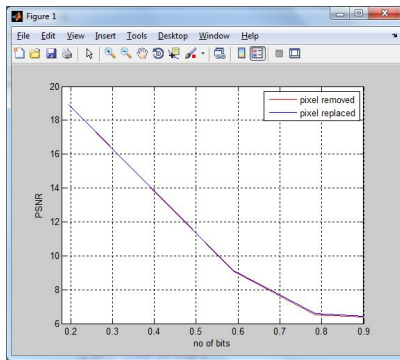 Figure 1
File Edit View Insert Tools Desktop Window Help
20
18
16
14
12
10
8
6
PSNR
pixel removed
pixel replaced
0.2 0.3 0.4 0.5 0.6 0.7 0.8 0.9
no of bits